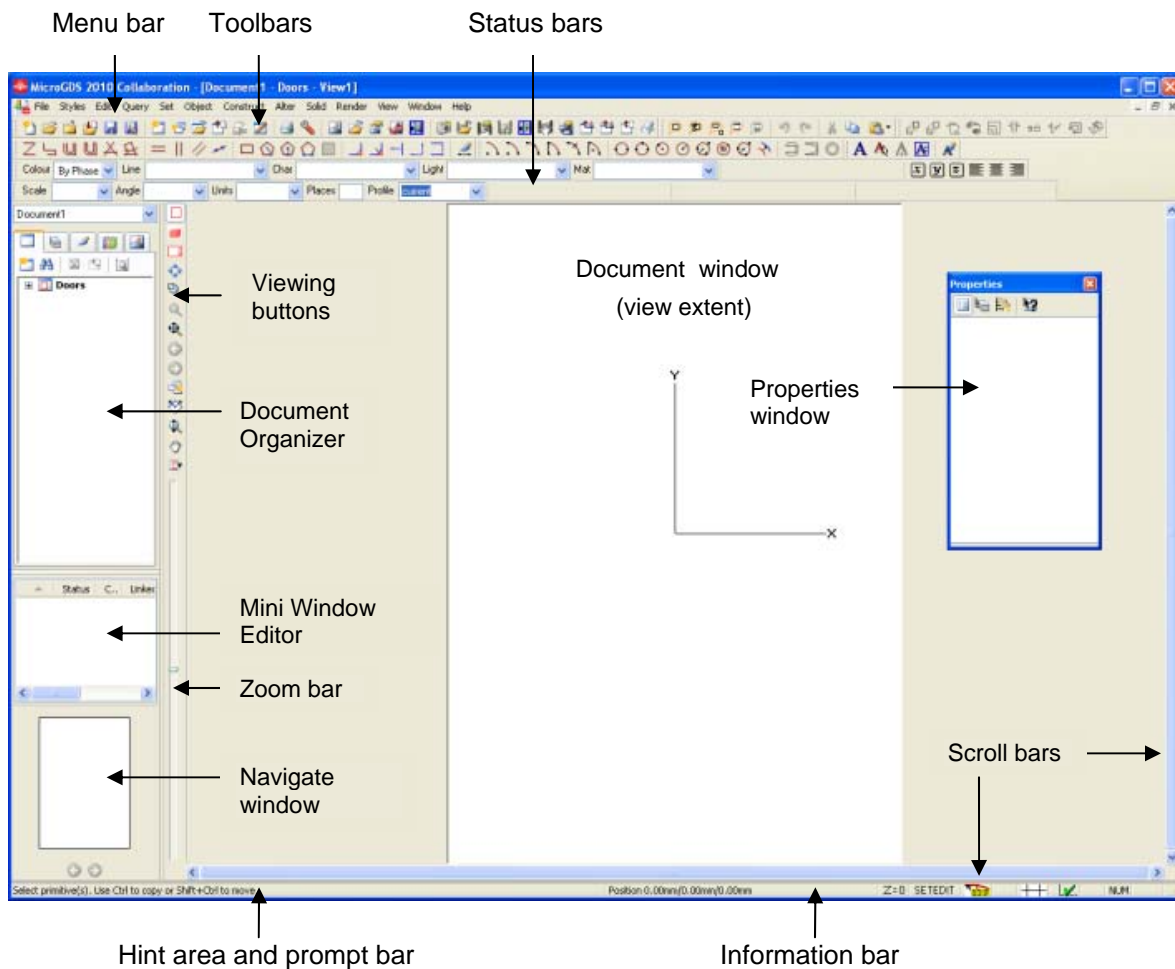 Menu bar Toolbars Status bars
MicroGDS 2010 Collaboration - [Document1 - Doors - View1]
File Styles Edit Query Set Object Construct Alter Solid Render View Window Help
Colour By Phase Line Char Light Mat
Scale Angle Units Places Profile current
Document1
Doors
Viewing
buttons
Document window
(view extent)
Properties
Y
X
Properties
window
Document
Organizer
Status C.. Linked
Mini Window
Editor
Zoom bar
Navigate
window
Scroll bars
Select primitive(s). Use Ctrl to copy or Shift+Ctrl to move Position 0.00mm/0.00mm/0.00mm Z=0 SETEDIT NUM
Hint area and prompt bar Information bar